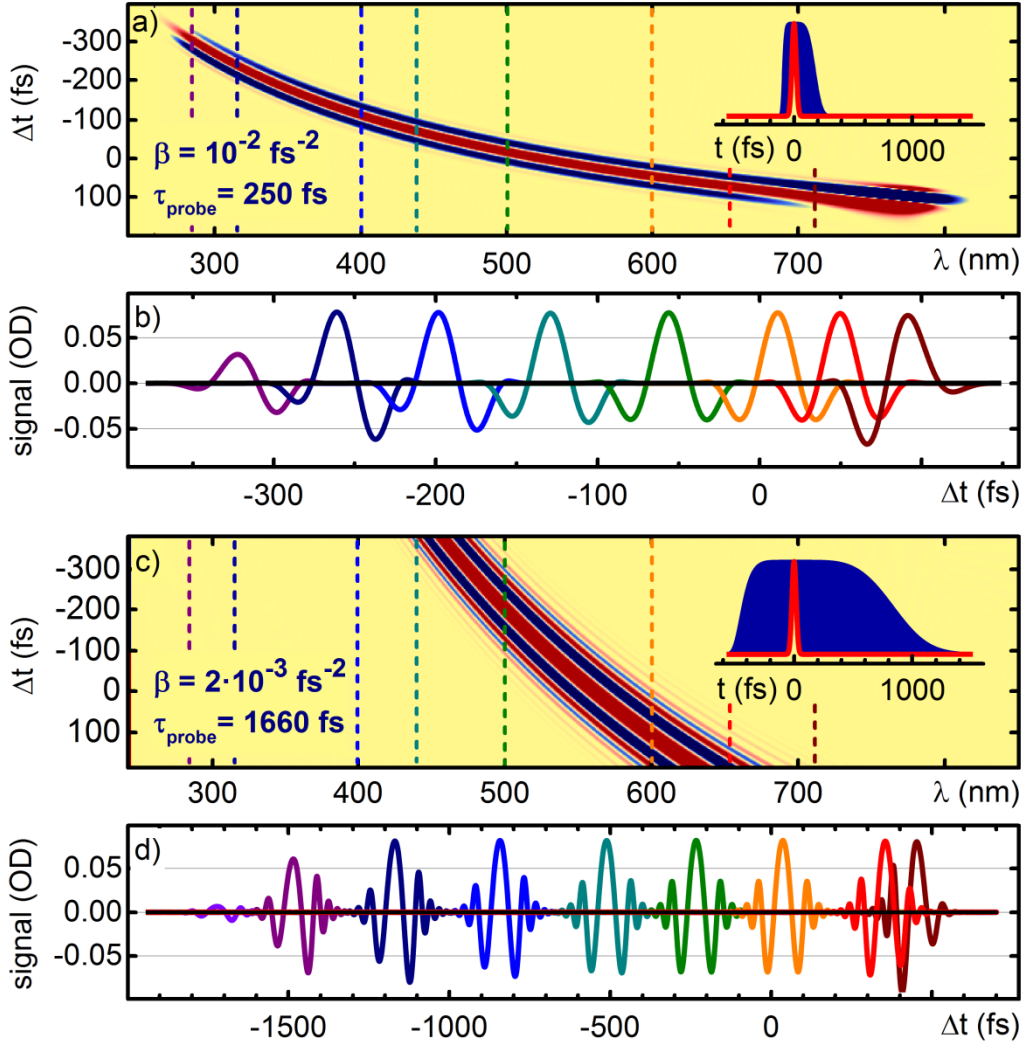 a)
Δt (fs)
-300
-200
-100
0
100
β = 10⁻² fs⁻²
τprobe = 250 fs
t (fs) 0 1000
300 400 500 600 700 λ (nm)
b)
signal (OD)
0.05
0.00
-0.05
-300 -200 -100 0 Δt (fs)
c)
Δt (fs)
-300
-200
-100
0
100
β = 2·10⁻³ fs⁻²
τprobe = 1660 fs
t (fs) 0 1000
200 300 400 500 600 700 λ (nm)
d)
signal (OD)
0.05
0.00
-0.05
-1500 -1000 -500 0 Δt (fs)